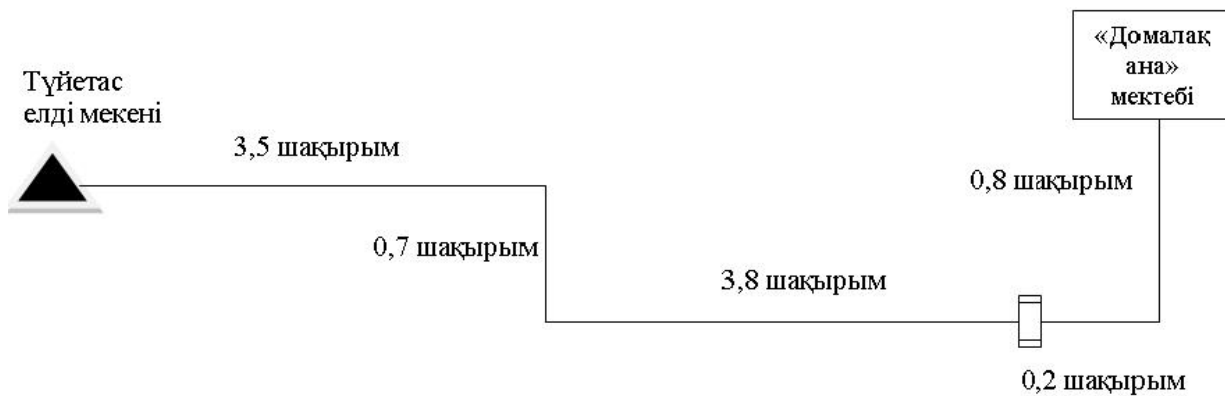 «Домалақ
ана»
мектебі
Түйетас
елді мекені
3,5 шақырым
0,8 шақырым
0,7 шақырым
3,8 шақырым
0,2 шақырым